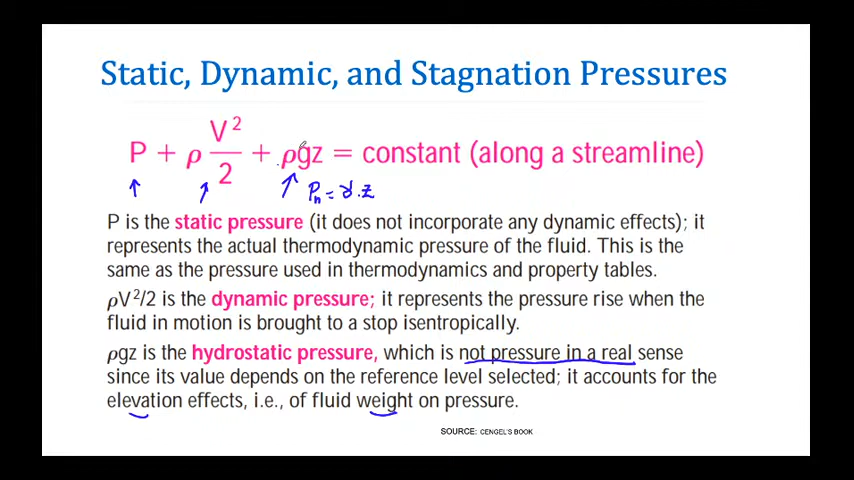 Static, Dynamic, and Stagnation Pressures
P + ρ V²/2 + ρgz = constant (along a streamline)
Pₕ = γ.z
P is the static pressure (it does not incorporate any dynamic effects); it
represents the actual thermodynamic pressure of the fluid. This is the
same as the pressure used in thermodynamics and property tables.
ρV²/2 is the dynamic pressure; it represents the pressure rise when the
fluid in motion is brought to a stop isentropically.
ρgz is the hydrostatic pressure, which is not pressure in a real sense
since its value depends on the reference level selected; it accounts for the
elevation effects, i.e., of fluid weight on pressure.
SOURCE: CENGEL'S BOOK